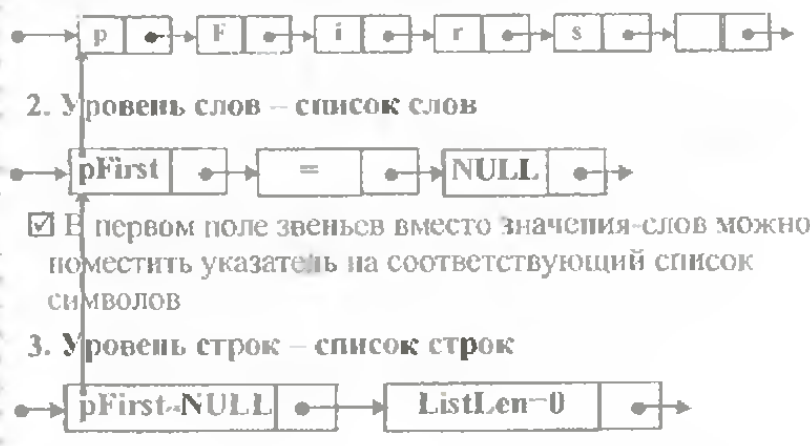 p F i r s
2. Уровень слов – список слов
pFirst = NULL
☑ В первом поле звеньев вместо значения-слов можно
поместить указатель на соответствующий список
символов
3. Уровень строк – список строк
pFirst=NULL ListLen=0